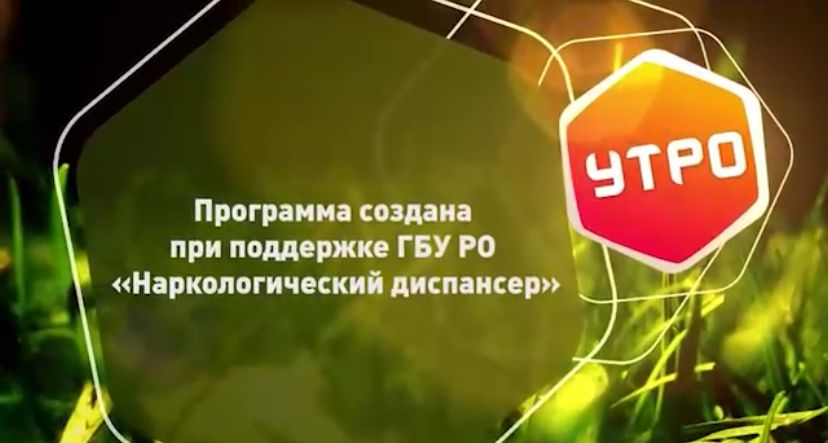 УТРО
Программа создана
при поддержке ГБУ РО
«Наркологический диспансер»